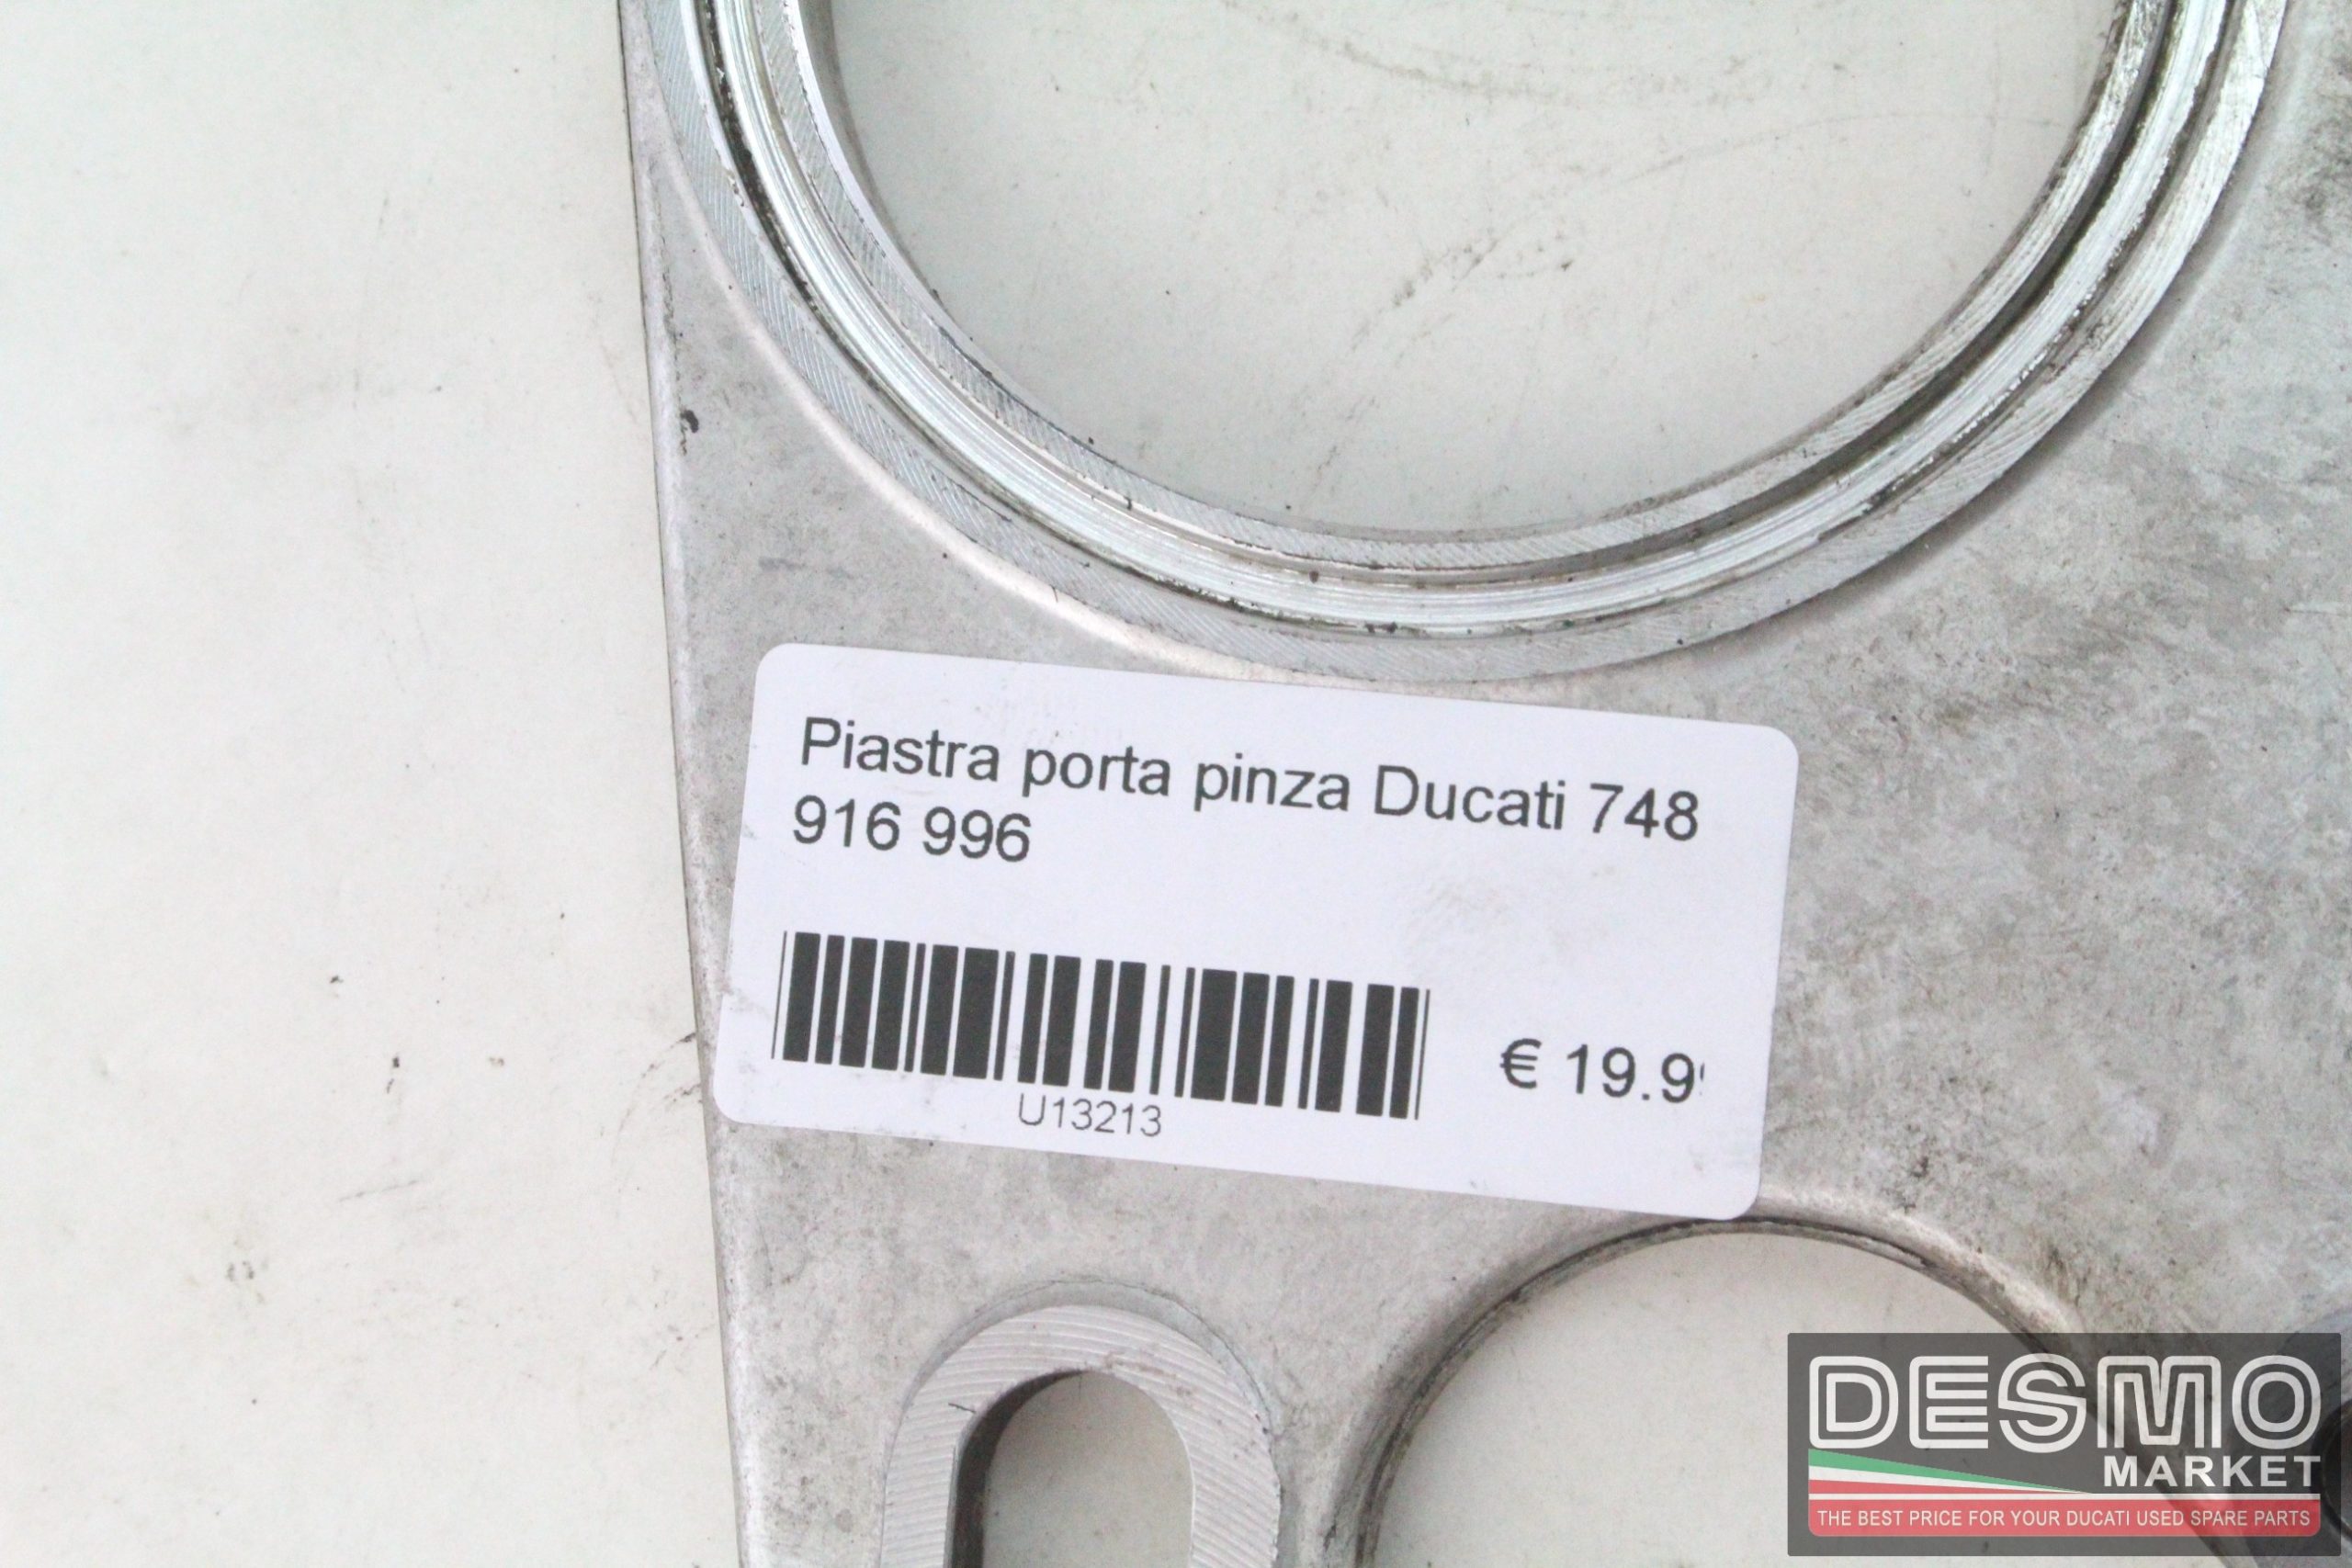 Piastra porta pinza Ducati 748
916 996
€ 19.9
U13213
DESMO
MARKET
THE BEST PRICE FOR YOUR DUCATI USED SPARE PARTS